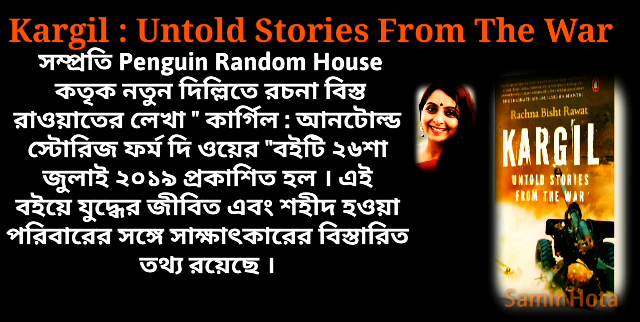 Kargil : Untold Stories From The War
সম্প্রতি Penguin Random House
কতৃক নতুন দিল্লিতে রচনা বিস্ত
রাওয়াতের লেখা " কার্গিল : আনটোল্ড
স্টোরিজ ফর্ম দি ওয়ের "বইটি ২৬শা
জুলাই ২০১৯ প্রকাশিত হল । এই
বইয়ে যুদ্ধের জীবিত এবং শহীদ হওয়া
পরিবারের সঙ্গে সাক্ষাৎকারের বিস্তারিত
তথ্য রয়েছে ।
Rachna Bisht Rawat
KARGIL
UNTOLD STORIES
FROM THE WAR
Samir Hota